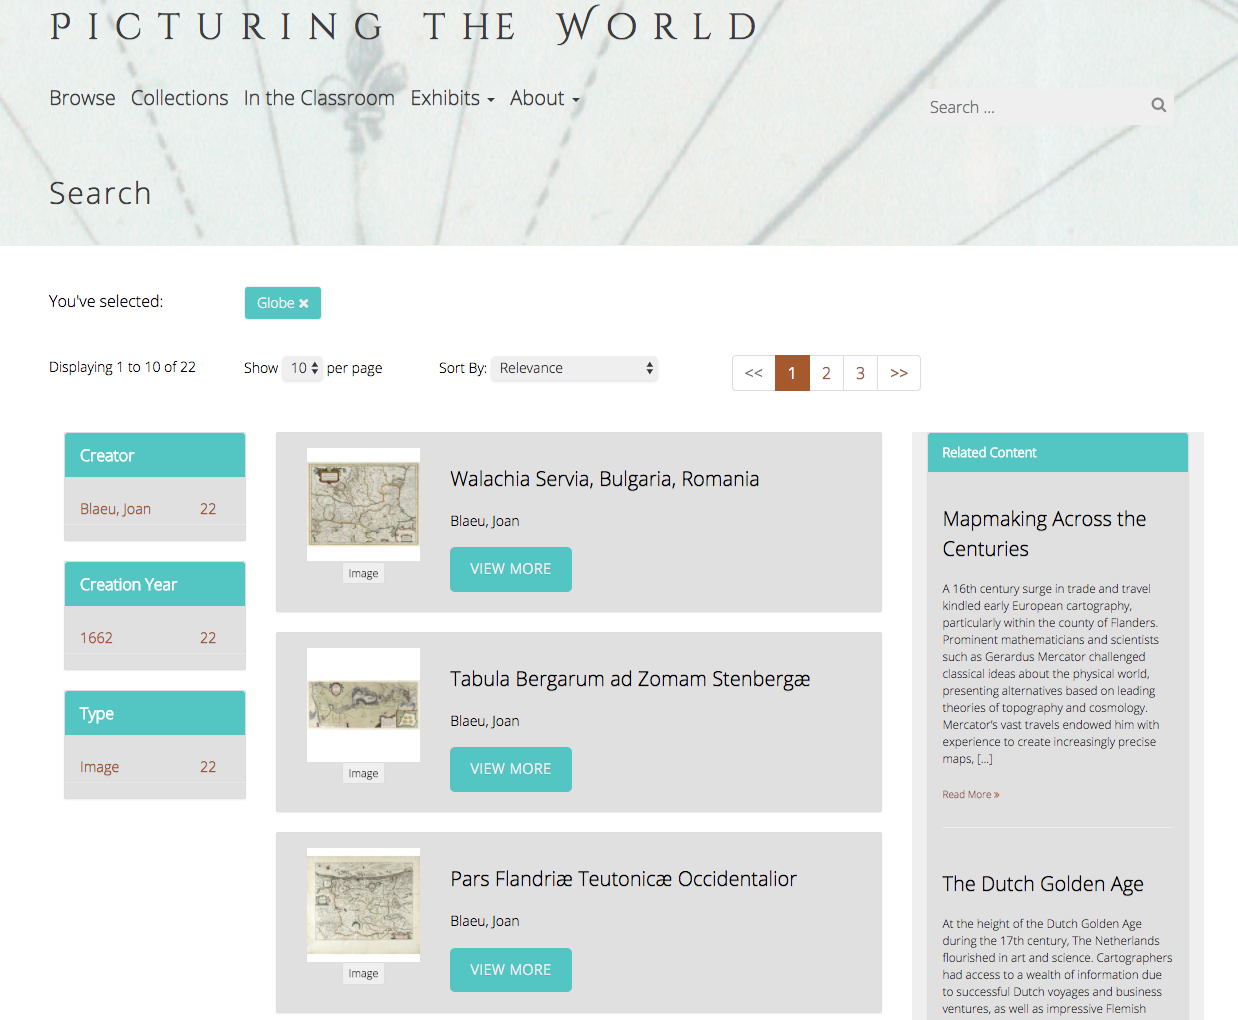 Picturing the World
Browse Collections In the Classroom Exhibits About
Search ...
Search
You've selected: Globe ✖
Displaying 1 to 10 of 22 Show 10 per page Sort By: Relevance << 1 2 3 >>
Creator
Blaeu, Joan 22
Creation Year
1662 22
Type
Image 22
Walachia Servia, Bulgaria, Romania
Blaeu, Joan
VIEW MORE
Image
Tabula Bergarum ad Zomam Stenbergæ
Blaeu, Joan
VIEW MORE
Image
Pars Flandriæ Teutonicæ Occidentalior
Blaeu, Joan
VIEW MORE
Image
Related Content
Mapmaking Across the
Centuries
A 16th century surge in trade and travel
kindled early European cartography,
particularly within the county of Flanders.
Prominent mathematicians and scientists
such as Gerardus Mercator challenged
classical ideas about the physical world,
presenting alternatives based on leading
theories of topography and cosmology.
Mercator's vast travels endowed him with
experience to create increasingly precise
maps, [...]
Read More »
The Dutch Golden Age
At the height of the Dutch Golden Age
during the 17th century, The Netherlands
flourished in art and science. Cartographers
had access to a wealth of information due
to successful Dutch voyages and business
ventures, as well as impressive Flemish